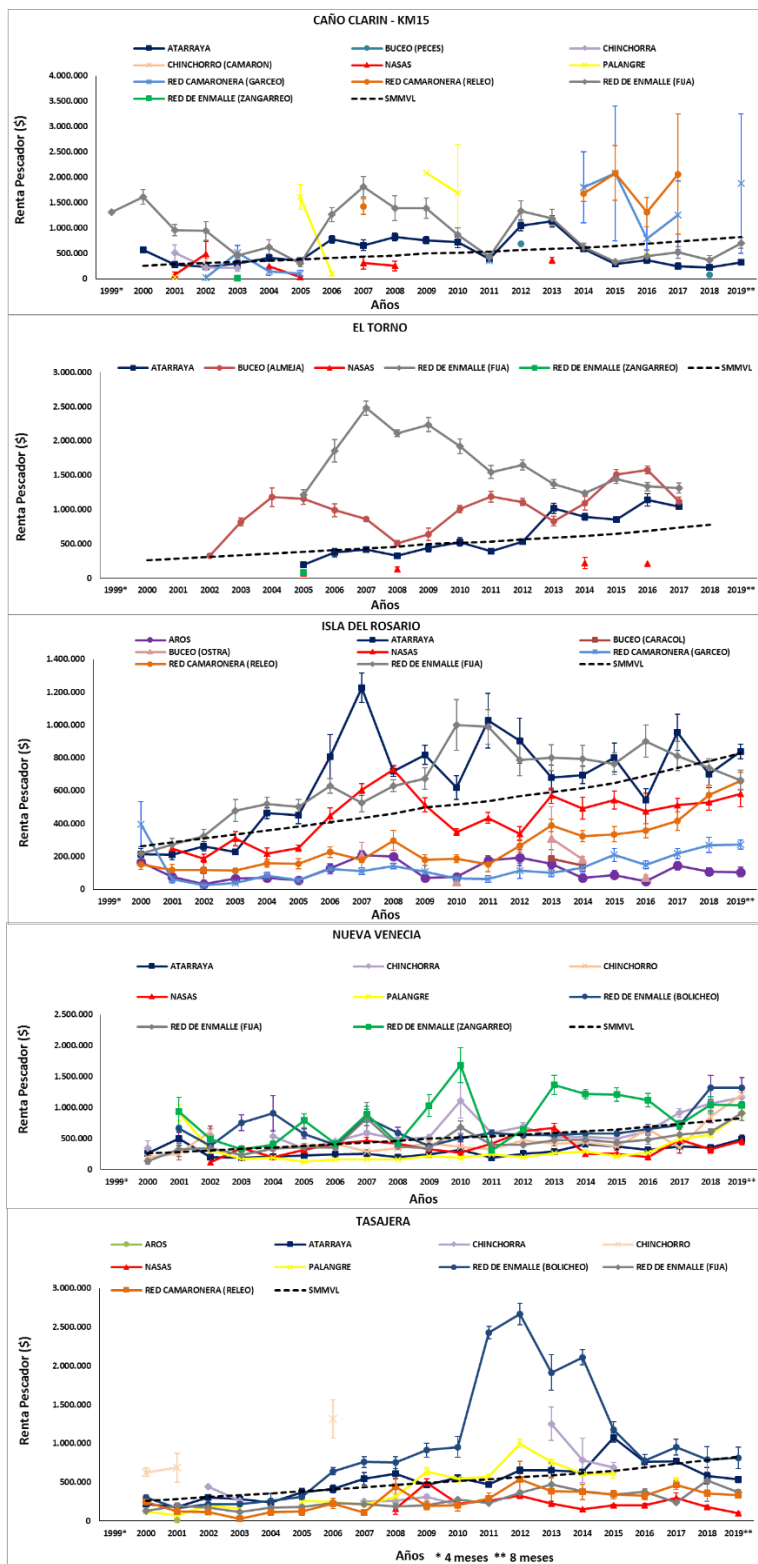 CAÑO CLARIN - KM15
ATARRAYA BUCEO (PECES) CHINCHORRA
CHINCHORRO (CAMARON) NASAS PALANGRE
RED CAMARONERA (GARCEO) RED CAMARONERA (RELEO) RED DE ENMALLE (FIJA)
RED DE ENMALLE (ZANGARREO) SMMVL
Renta Pescador ($)
4.000.000
3.500.000
3.000.000
2.500.000
2.000.000
1.500.000
1.000.000
500.000
0
1999* 2000 2001 2002 2003 2004 2005 2006 2007 2008 2009 2010 2011 2012 2013 2014 2015 2016 2017 2018 2019**
Años
EL TORNO
ATARRAYA BUCEO (ALMEJA) NASAS RED DE ENMALLE (FIJA) RED DE ENMALLE (ZANGARREO) SMMVL
Renta Pescador ($)
3.000.000
2.500.000
2.000.000
1.500.000
1.000.000
500.000
0
1999* 2000 2001 2002 2003 2004 2005 2006 2007 2008 2009 2010 2011 2012 2013 2014 2015 2016 2017 2018 2019**
Años
ISLA DEL ROSARIO
AROS ATARRAYA BUCEO (CARACOL)
BUCEO (OSTRA) NASAS RED CAMARONERA (GARCEO)
RED CAMARONERA (RELEO) RED DE ENMALLE (FIJA) SMMVL
Renta Pescador ($)
1.400.000
1.200.000
1.000.000
800.000
600.000
400.000
200.000
0
1999* 2000 2001 2002 2003 2004 2005 2006 2007 2008 2009 2010 2011 2012 2013 2014 2015 2016 2017 2018 2019**
Años
NUEVA VENECIA
ATARRAYA CHINCHORRA CHINCHORRO
NASAS PALANGRE RED DE ENMALLE (BOLICHEO)
RED DE ENMALLE (FIJA) RED DE ENMALLE (ZANGARREO) SMMVL
Renta Pescador ($)
2.500.000
2.000.000
1.500.000
1.000.000
500.000
0
1999* 2000 2001 2002 2003 2004 2005 2006 2007 2008 2009 2010 2011 2012 2013 2014 2015 2016 2017 2018 2019**
Años
TASAJERA
AROS ATARRAYA CHINCHORRA CHINCHORRO
NASAS PALANGRE RED DE ENMALLE (BOLICHEO) RED DE ENMALLE (FIJA)
RED CAMARONERA (RELEO) SMMVL
Renta Pescador ($)
3.000.000
2.500.000
2.000.000
1.500.000
1.000.000
500.000
0
1999* 2000 2001 2002 2003 2004 2005 2006 2007 2008 2009 2010 2011 2012 2013 2014 2015 2016 2017 2018 2019**
Años * 4 meses ** 8 meses